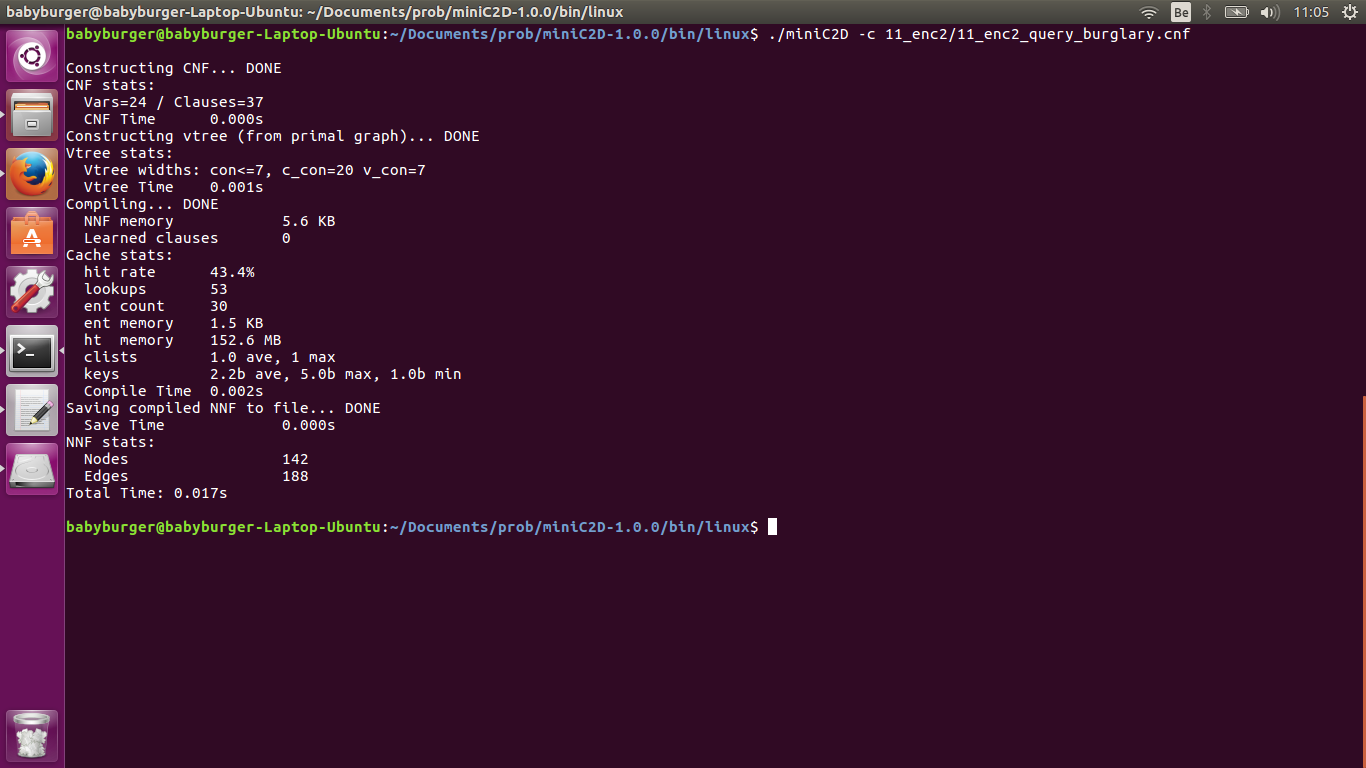 babyburger@babyburger-Laptop-Ubuntu: ~/Documents/prob/miniC2D-1.0.0/bin/linux Be 11:05
babyburger@babyburger-Laptop-Ubuntu:~/Documents/prob/miniC2D-1.0.0/bin/linux$ ./miniC2D -c 11_enc2/11_enc2_query_burglary.cnf
Constructing CNF... DONE
CNF stats:
  Vars=24 / Clauses=37
  CNF Time      0.000s
Constructing vtree (from primal graph)... DONE
Vtree stats:
  Vtree widths: con<=7, c_con=20 v_con=7
  Vtree Time    0.001s
Compiling... DONE
  NNF memory            5.6 KB
  Learned clauses       0
Cache stats:
  hit rate      43.4%
  lookups       53
  ent count     30
  ent memory    1.5 KB
  ht  memory    152.6 MB
  clists        1.0 ave, 1 max
  keys          2.2b ave, 5.0b max, 1.0b min
  Compile Time  0.002s
Saving compiled NNF to file... DONE
  Save Time             0.000s
NNF stats:
  Nodes                 142
  Edges                 188
Total Time: 0.017s
babyburger@babyburger-Laptop-Ubuntu:~/Documents/prob/miniC2D-1.0.0/bin/linux$